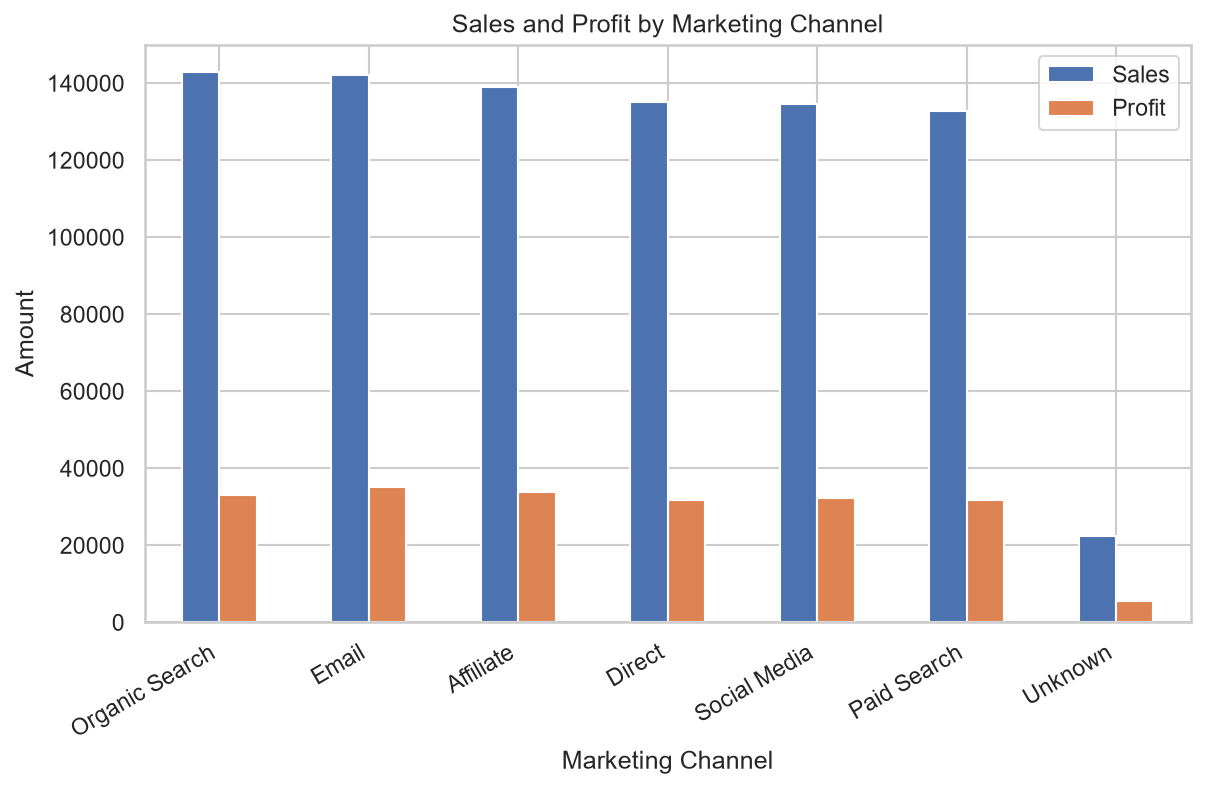 Sales and Profit by Marketing Channel
Sales
Profit
Amount
140000
120000
100000
80000
60000
40000
20000
0
Organic Search
Email
Affiliate
Direct
Social Media
Paid Search
Unknown
Marketing Channel